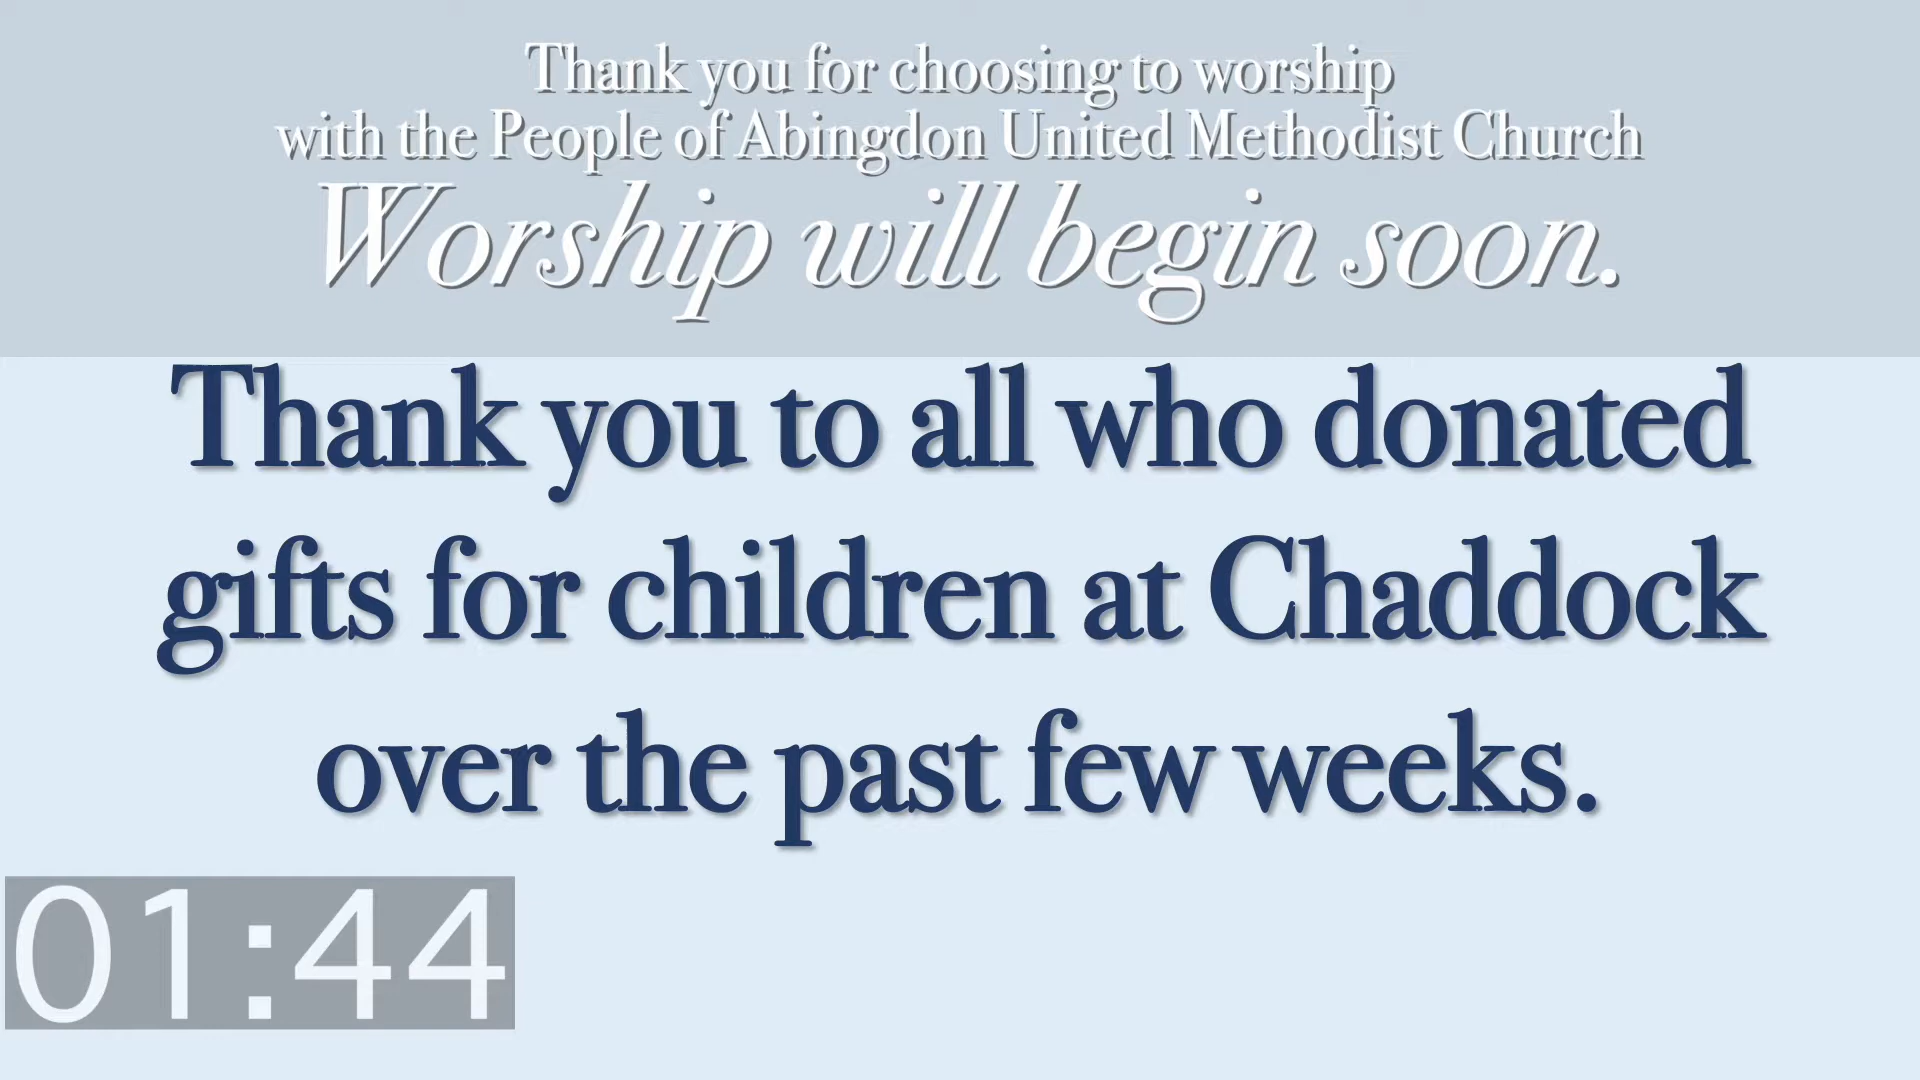 Thank you for choosing to worship
with the People of Abingdon United Methodist Church
Worship will begin soon.
Thank you to all who donated
gifts for children at Chaddock
over the past few weeks.
01:44